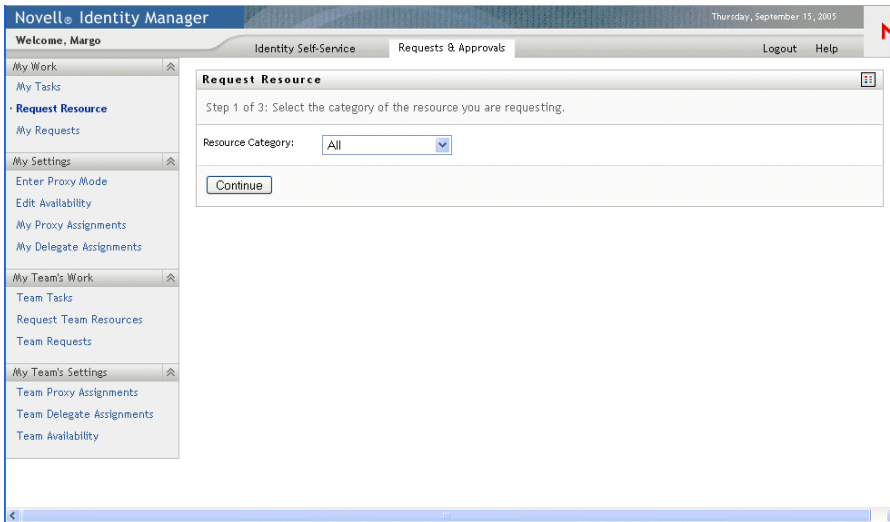 Novell® Identity Manager
Thursday, September 15, 2005
Welcome, Margo
Identity Self-Service
Requests & Approvals
Logout
Help
My Work
My Tasks
Request Resource
My Requests
My Settings
Enter Proxy Mode
Edit Availability
My Proxy Assignments
My Delegate Assignments
My Team's Work
Team Tasks
Request Team Resources
Team Requests
My Team's Settings
Team Proxy Assignments
Team Delegate Assignments
Team Availability
Request Resource
Step 1 of 3: Select the category of the resource you are requesting.
Resource Category: All
Continue